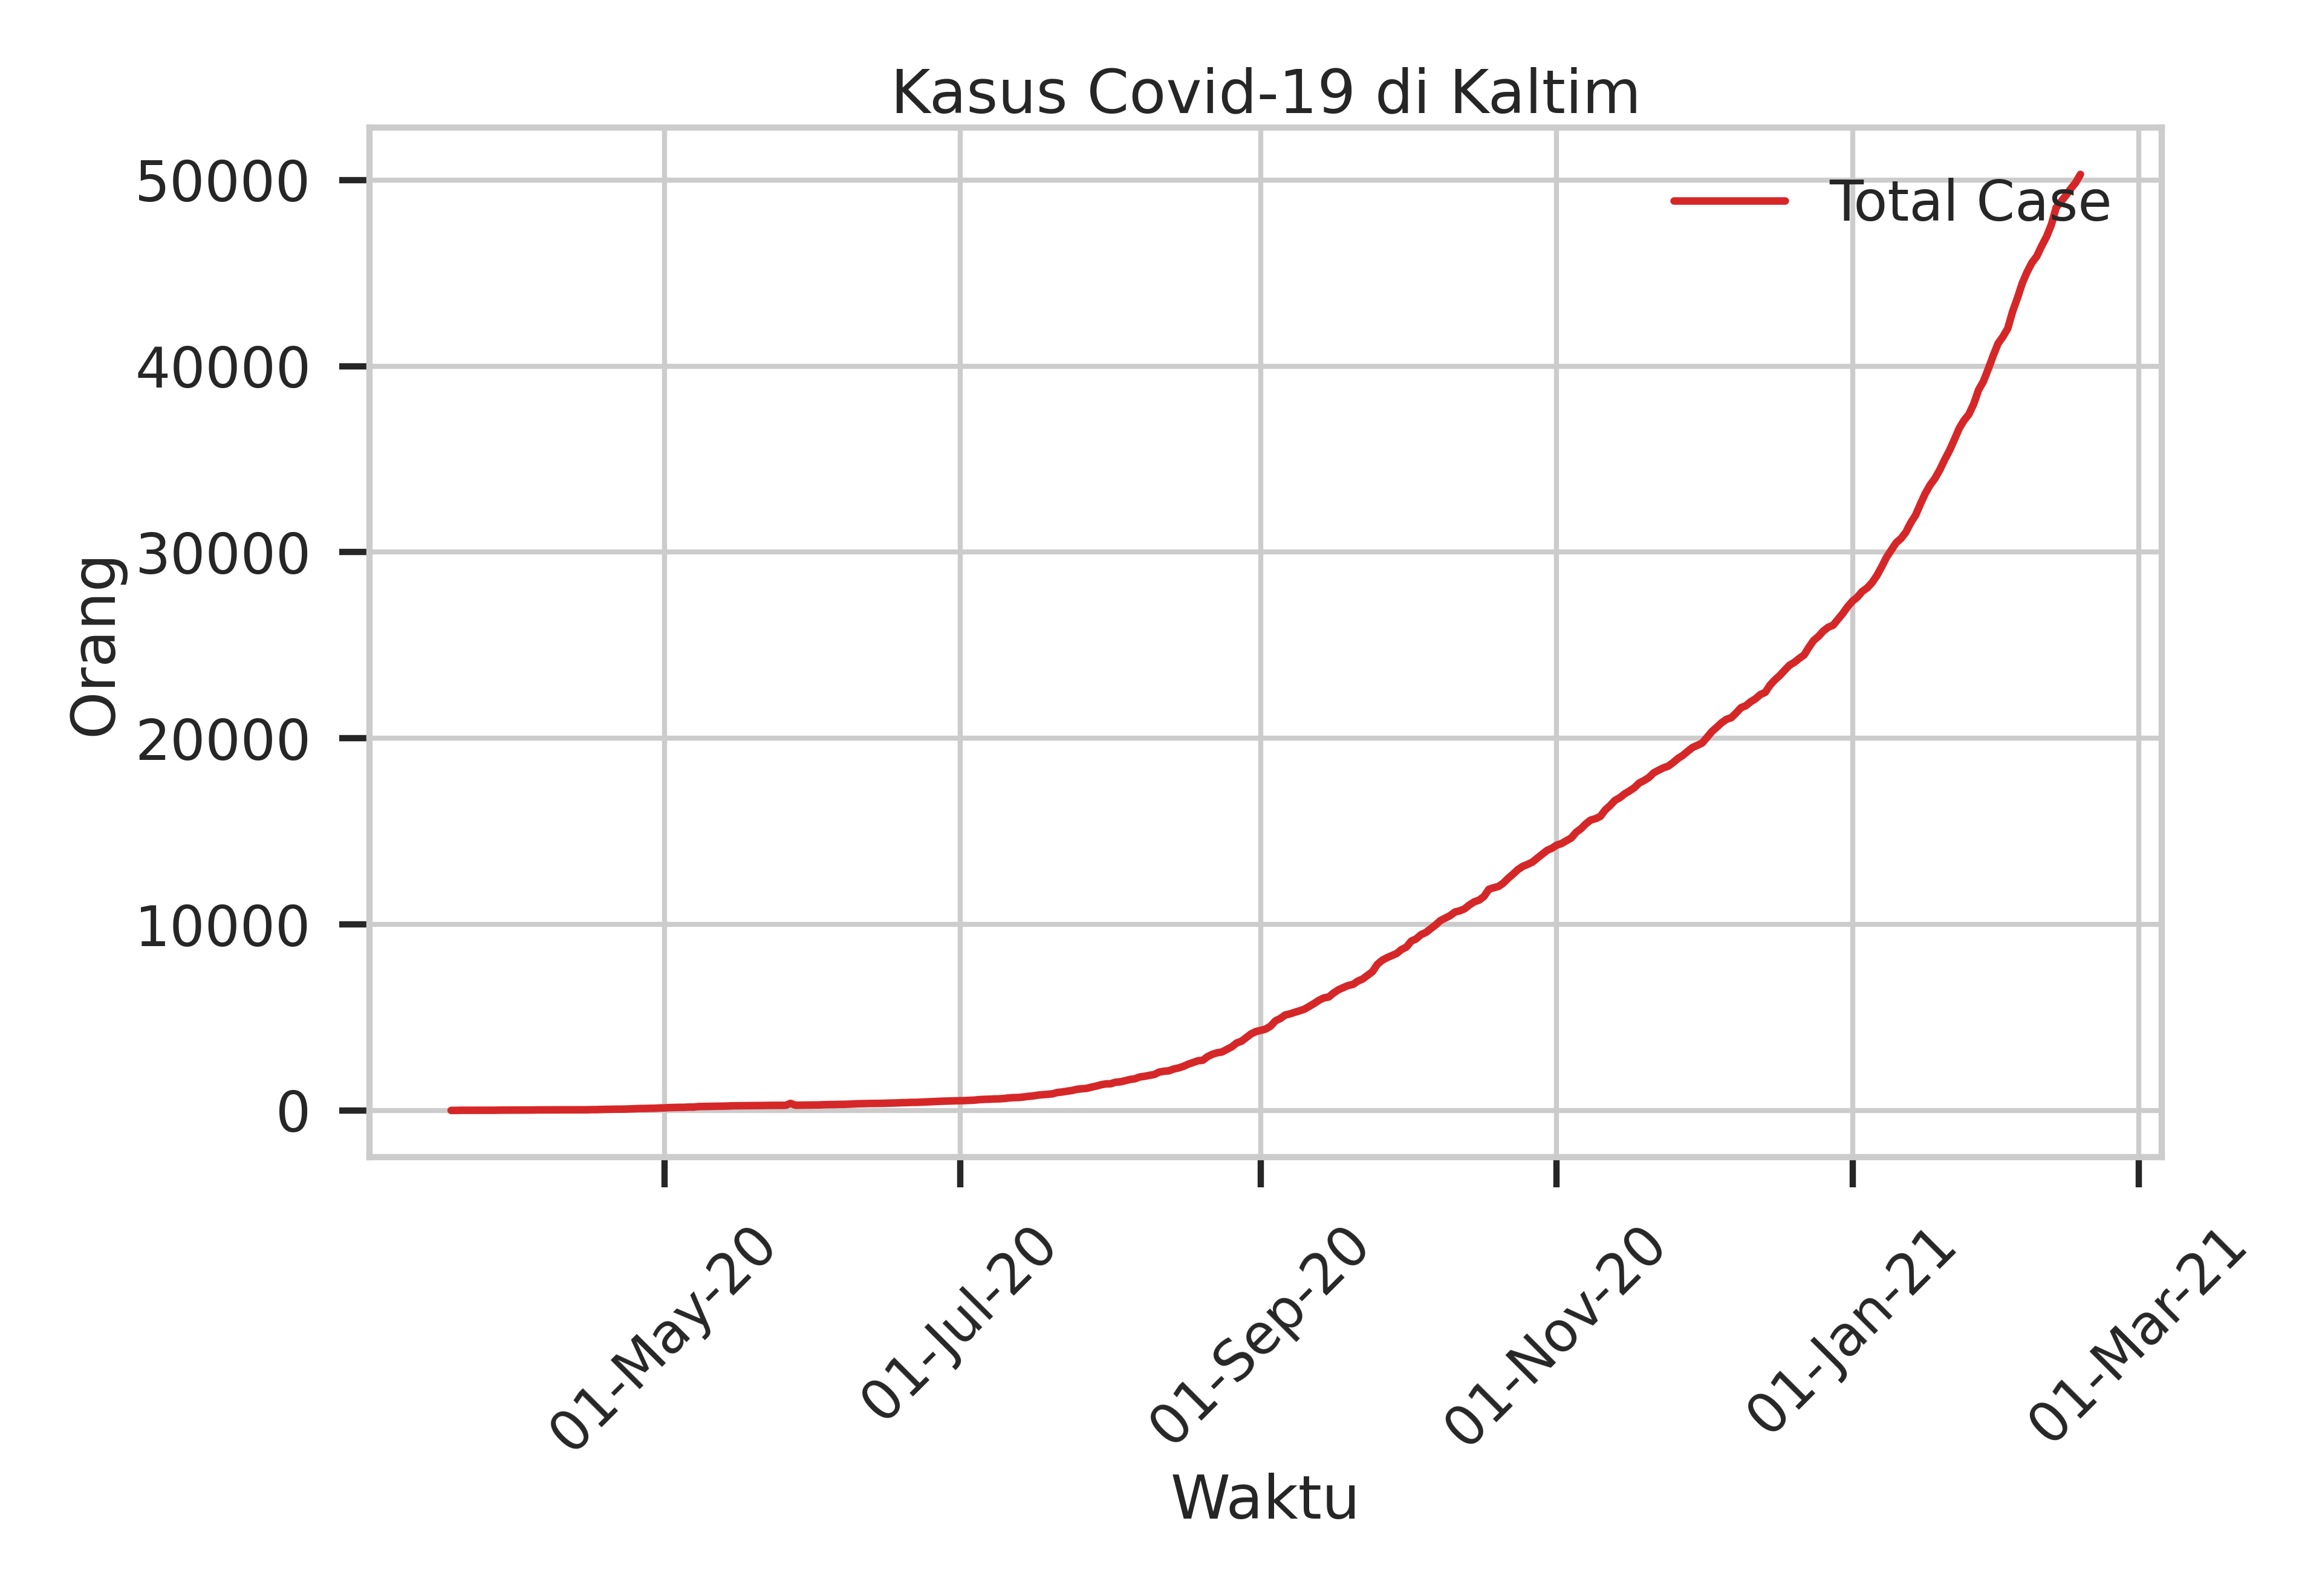 Kasus Covid-19 di Kaltim
Total Case
Orang
50000
40000
30000
20000
10000
0
01-May-20
01-Jul-20
01-Sep-20
01-Nov-20
01-Jan-21
01-Mar-21
Waktu